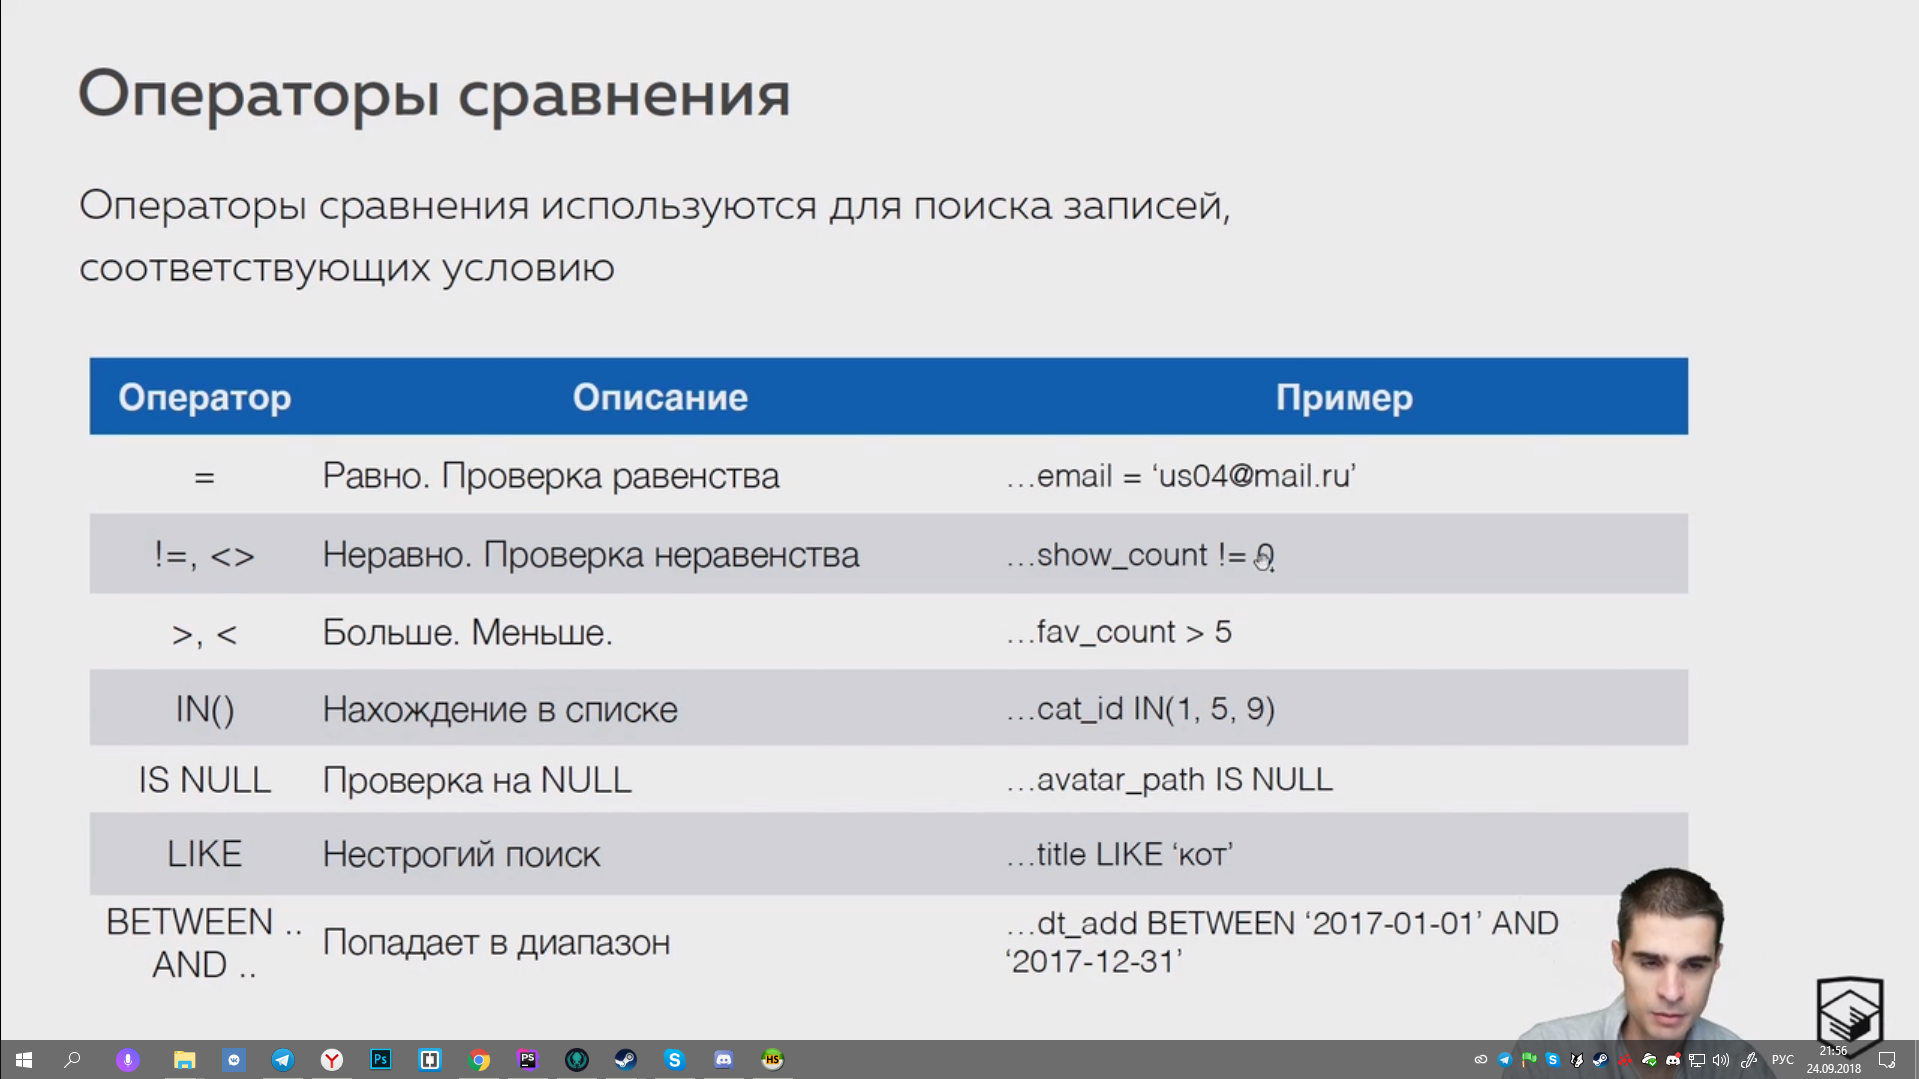 Операторы сравнения
Операторы сравнения используются для поиска записей,
соответствующих условию
Оператор Описание Пример
= Равно. Проверка равенства …email = ‘us04@mail.ru’
!=, <> Неравно. Проверка неравенства …show_count != 0
>, < Больше. Меньше. …fav_count > 5
IN() Нахождение в списке …cat_id IN(1, 5, 9)
IS NULL Проверка на NULL …avatar_path IS NULL
LIKE Нестрогий поиск …title LIKE ‘кот’
BETWEEN .. AND .. Попадает в диапазон …dt_add BETWEEN ‘2017-01-01’ AND
‘2017-12-31’
Ps
PS
HS
РУС
21:56
24.09.2018